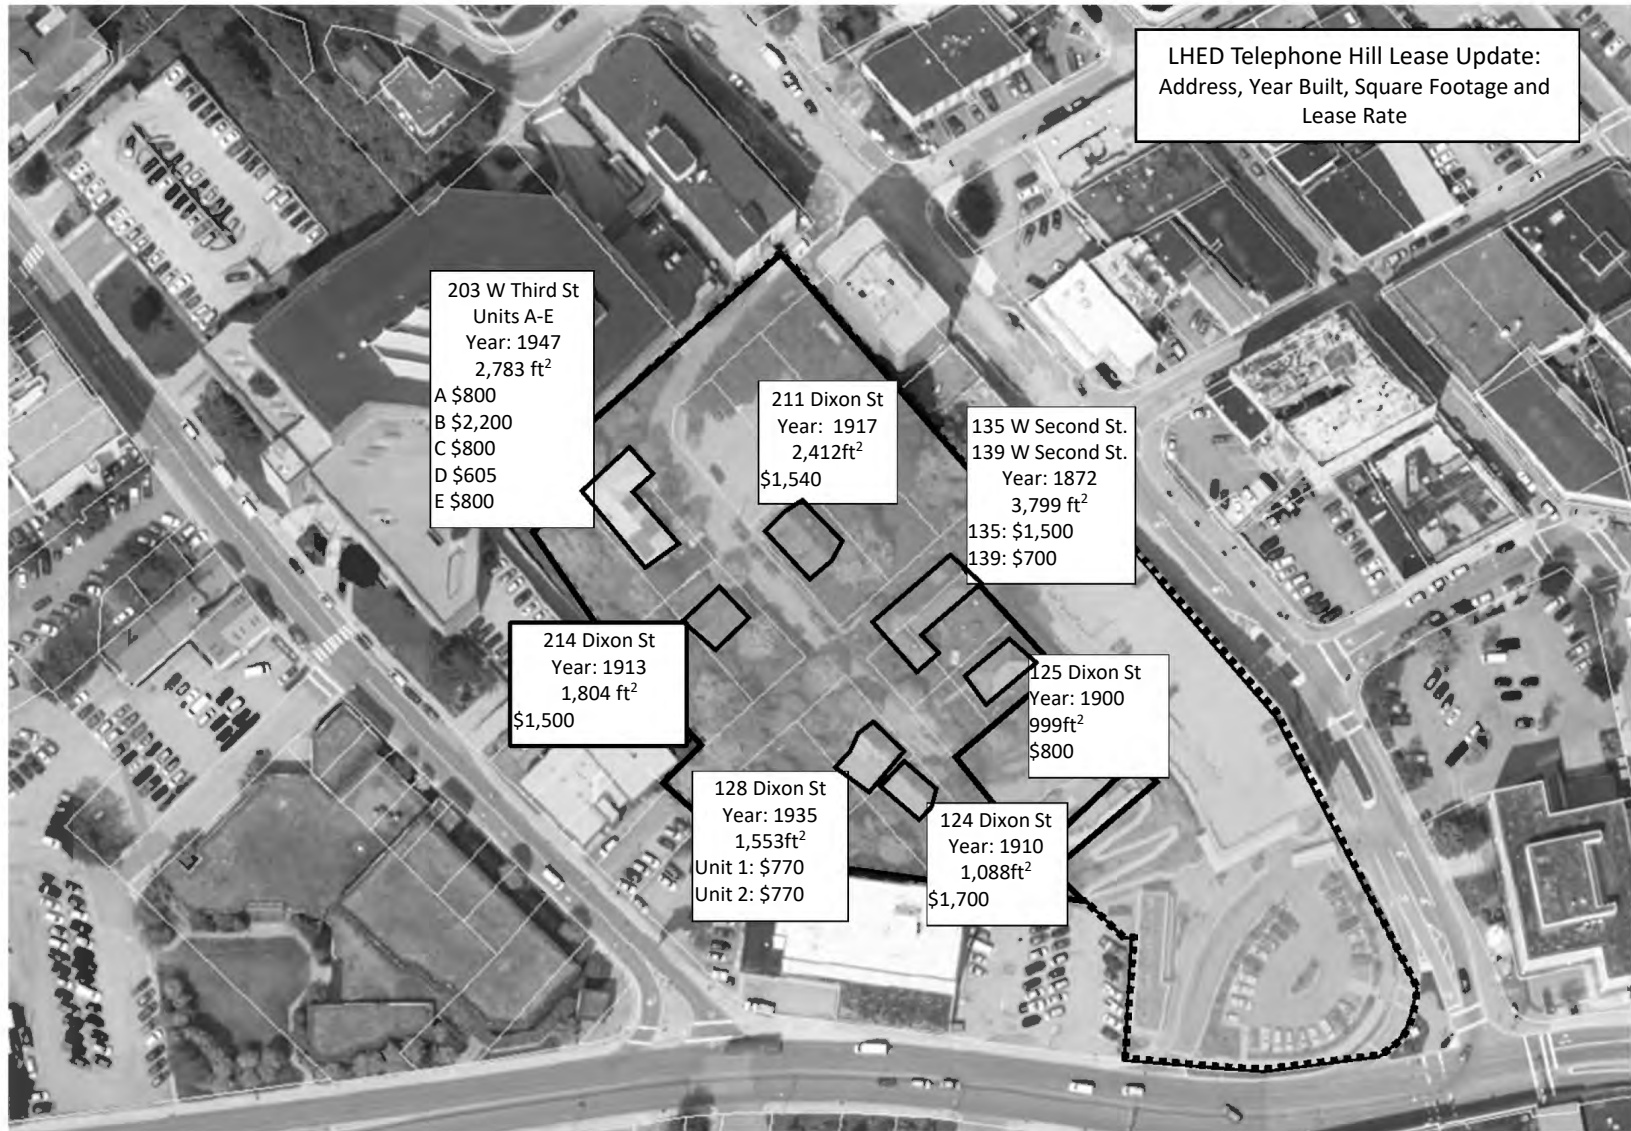 LHED Telephone Hill Lease Update:
Address, Year Built, Square Footage and
Lease Rate
203 W Third St
Units A-E
Year: 1947
2,783 ft²
A $800
B $2,200
C $800
D $605
E $800
211 Dixon St
Year: 1917
2,412ft²
$1,540
135 W Second St.
139 W Second St.
Year: 1872
3,799 ft²
135: $1,500
139: $700
214 Dixon St
Year: 1913
1,804 ft²
$1,500
125 Dixon St
Year: 1900
999ft²
$800
128 Dixon St
Year: 1935
1,553ft²
Unit 1: $770
Unit 2: $770
124 Dixon St
Year: 1910
1,088ft²
$1,700